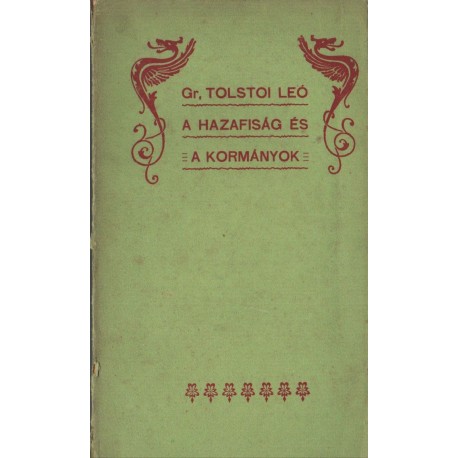 Gr, TOLSTOI LEÓ
A HAZAFISÁG ÉS
A KORMÁNYOK